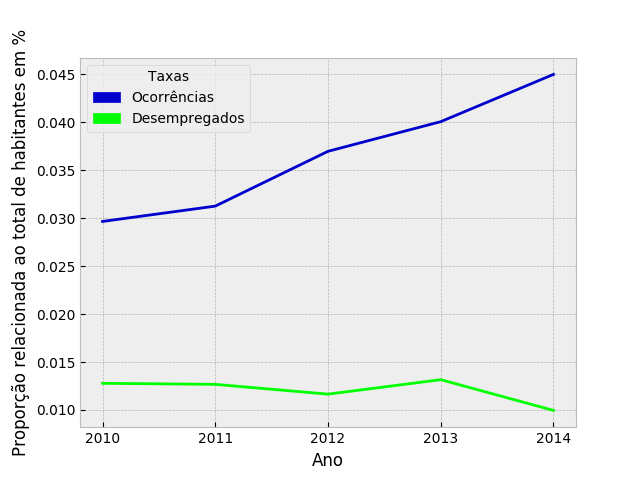 Proporção relacionada ao total de habitantes em %
0.045
0.040
0.035
0.030
0.025
0.020
0.015
0.010
Taxas
Ocorrências
Desempregados
2010 2011 2012 2013 2014
Ano